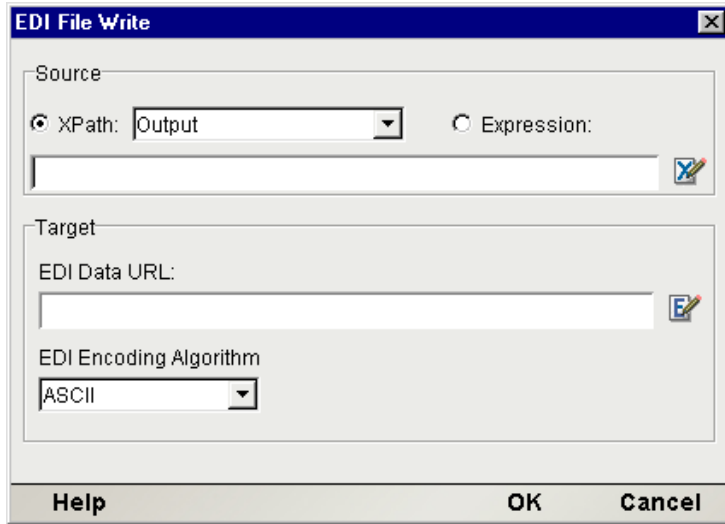 EDI File Write
Source
XPath: Output Expression:
Target
EDI Data URL:
EDI Encoding Algorithm
ASCII
Help OK Cancel